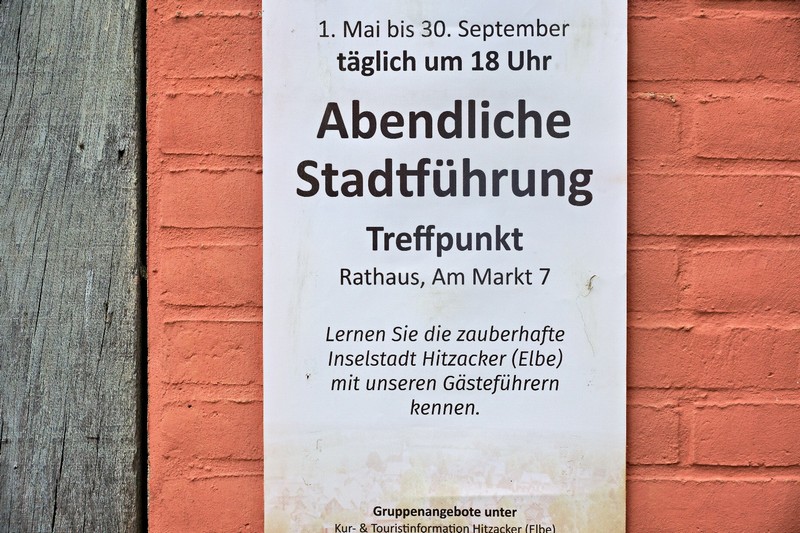 1. Mai bis 30. September
täglich um 18 Uhr
Abendliche
Stadtführung
Treffpunkt
Rathaus, Am Markt 7
Lernen Sie die zauberhafte
Inselstadt Hitzacker (Elbe)
mit unseren Gästeführern
kennen.
Gruppenangebote unter
Kur- & Touristinformation Hitzacker (Elbe)